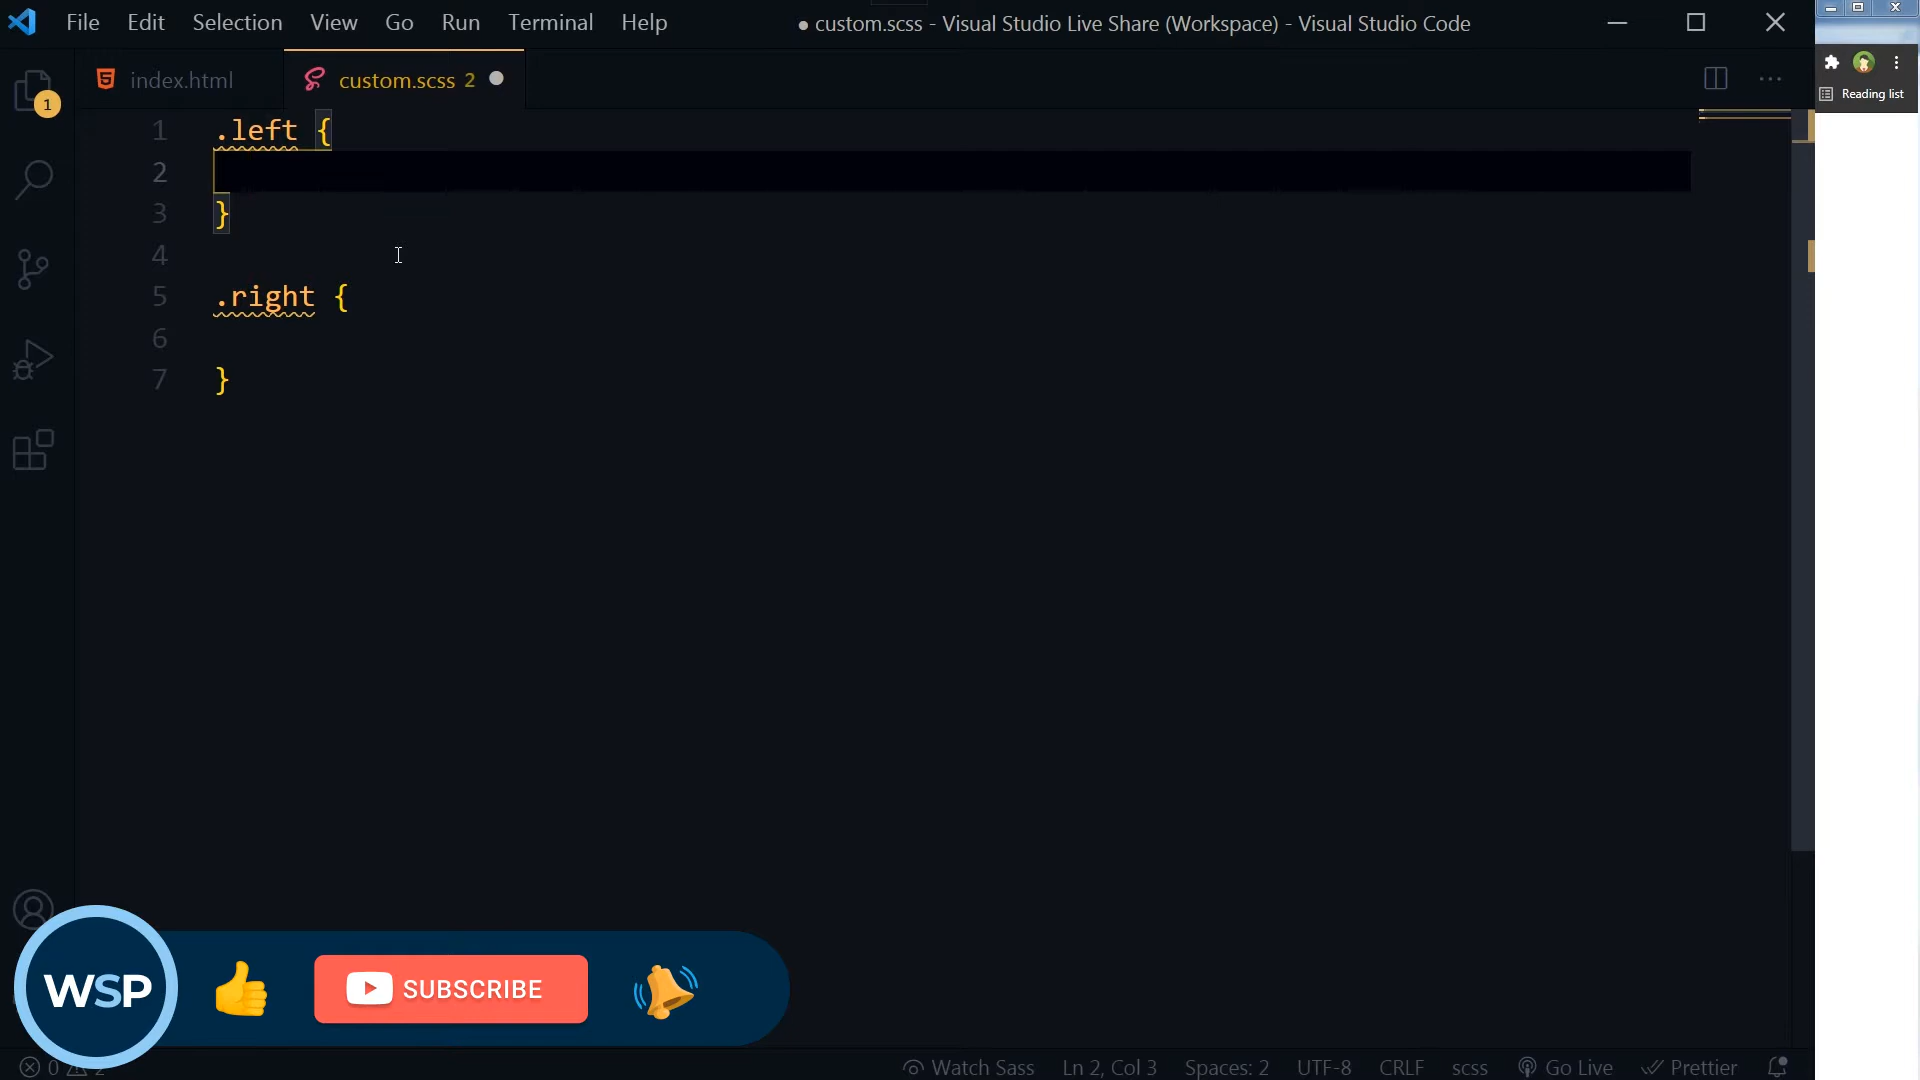 File Edit Selection View Go Run Terminal Help ● custom.scss - Visual Studio Live Share (Workspace) - Visual Studio Code
index.html custom.scss 2
1
Reading list
1 .left {
2
3 }
4
5 .right {
6
7 }
WSP SUBSCRIBE
0 2 Watch Sass Ln 2, Col 3 Spaces: 2 UTF-8 CRLF scss Go Live Prettier